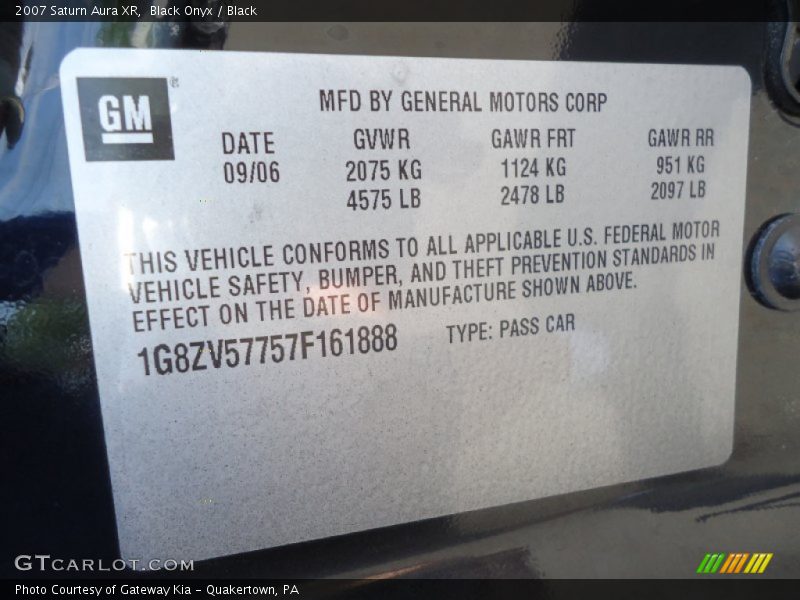 2007 Saturn Aura XR, Black Onyx / Black
GM®
MFD BY GENERAL MOTORS CORP
DATE GVWR GAWR FRT GAWR RR
09/06 2075 KG 1124 KG 951 KG
4575 LB 2478 LB 2097 LB
THIS VEHICLE CONFORMS TO ALL APPLICABLE U.S. FEDERAL MOTOR
VEHICLE SAFETY, BUMPER, AND THEFT PREVENTION STANDARDS IN
EFFECT ON THE DATE OF MANUFACTURE SHOWN ABOVE.
1G8ZV57757F161888 TYPE: PASS CAR
GTCARLOT.COM
Photo Courtesy of Gateway Kia - Quakertown, PA